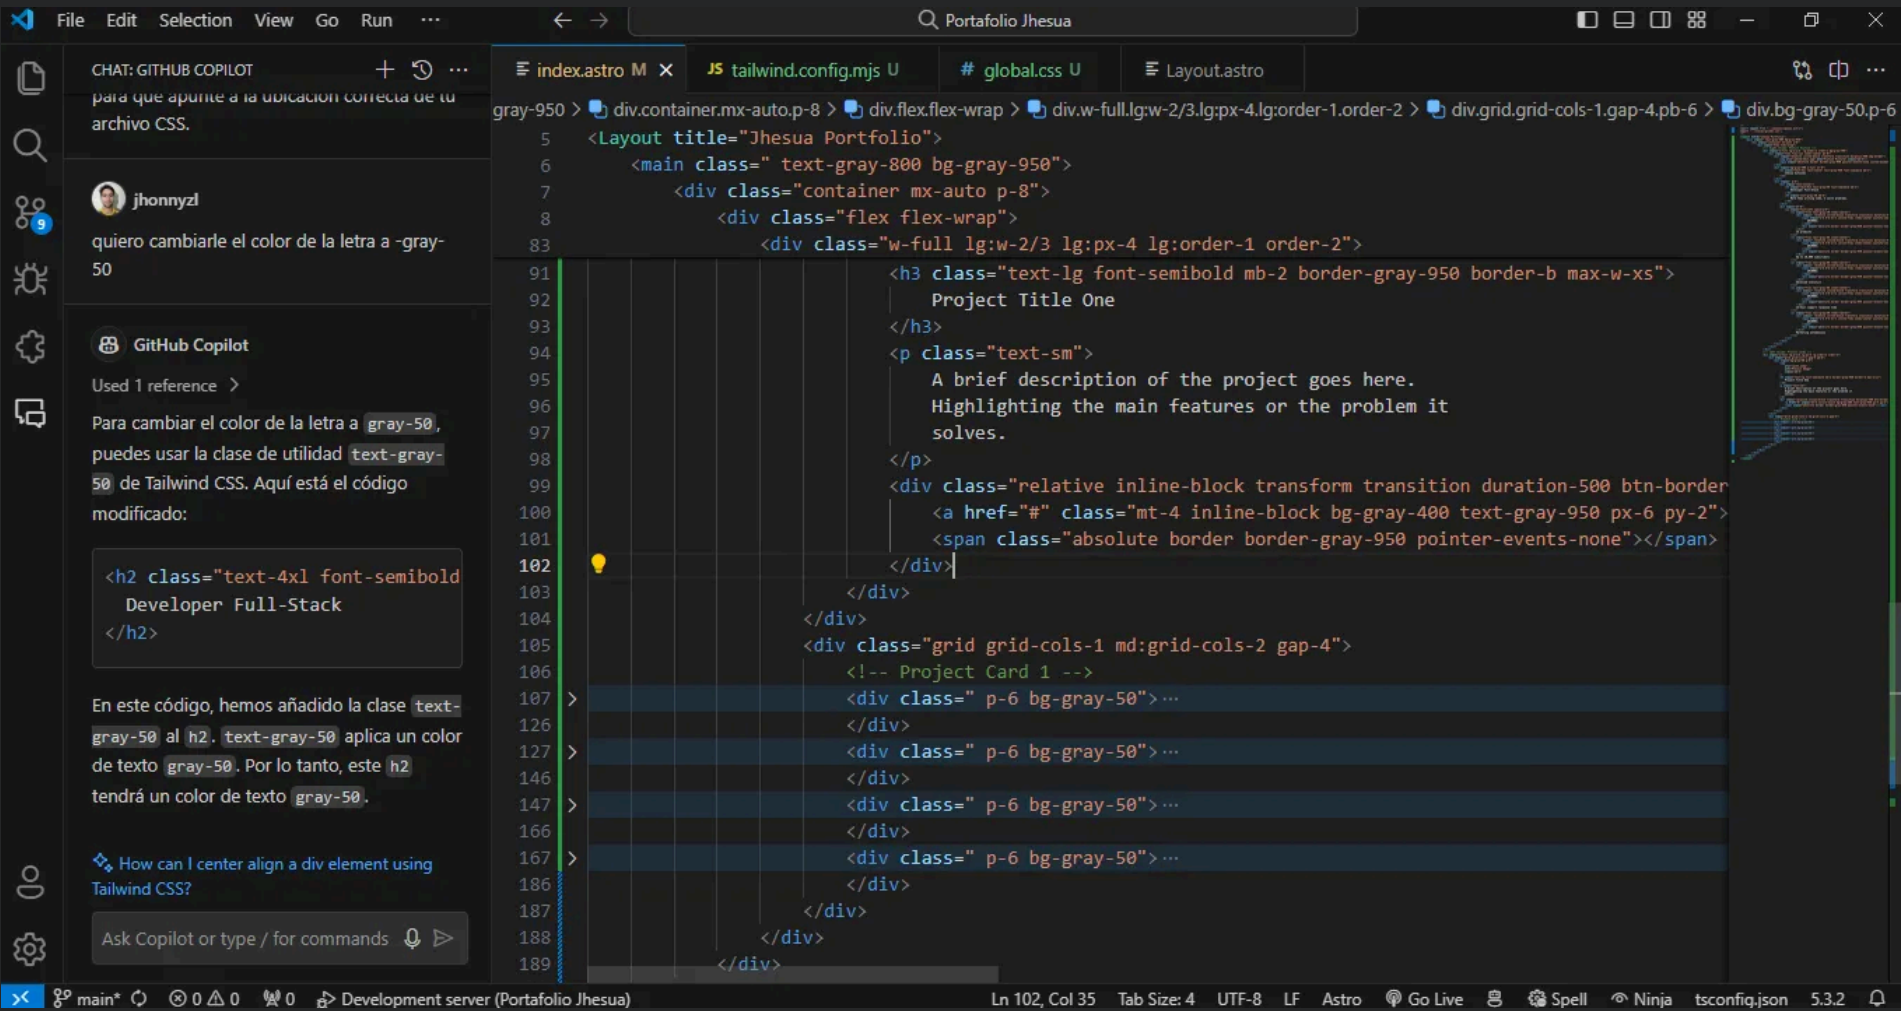 File Edit Selection View Go Run ···
Portafolio Jhesua
CHAT: GITHUB COPILOT
para que apunte a la ubicación correcta de tu
archivo CSS.
jhonnyzl
quiero cambiarle el color de la letra a -gray-
50
9
GitHub Copilot
Used 1 reference
Para cambiar el color de la letra a gray-50,
puedes usar la clase de utilidad text-gray-
50 de Tailwind CSS. Aquí está el código
modificado:
<h2 class="text-4xl font-semibold
Developer Full-Stack
</h2>
En este código, hemos añadido la clase text-
gray-50 al h2. text-gray-50 aplica un color
de texto gray-50. Por lo tanto, este h2
tendrá un color de texto gray-50.
How can I center align a div element using
Tailwind CSS?
Ask Copilot or type / for commands
index.astro M
JS tailwind.config.mjs U
# global.css U
Layout.astro
gray-950 > div.container.mx-auto.p-8 > div.flex.flex-wrap > div.w-full.lg:w-2/3.lg:px-4.lg:order-1.order-2 > div.grid.grid-cols-1.gap-4.pb-6 > div.bg-gray-50.p-6
5 <Layout title="Jhesua Portfolio">
6 <main class=" text-gray-800 bg-gray-950">
7 <div class="container mx-auto p-8">
8 <div class="flex flex-wrap">
83 <div class="w-full lg:w-2/3 lg:px-4 lg:order-1 order-2">
91 <h3 class="text-lg font-semibold mb-2 border-gray-950 border-b max-w-xs">
92 Project Title One
93 </h3>
94 <p class="text-sm">
95 A brief description of the project goes here.
96 Highlighting the main features or the problem it
97 solves.
98 </p>
99 <div class="relative inline-block transform transition duration-500 btn-border
100 <a href="#" class="mt-4 inline-block bg-gray-400 text-gray-950 px-6 py-2">
101 <span class="absolute border border-gray-950 pointer-events-none"></span>
102 </div>
103 </div>
104 </div>
105 <div class="grid grid-cols-1 md:grid-cols-2 gap-4">
106 <!-- Project Card 1 -->
107 <div class=" p-6 bg-gray-50">···
126 </div>
127 <div class=" p-6 bg-gray-50">···
146 </div>
147 <div class=" p-6 bg-gray-50">···
166 </div>
167 <div class=" p-6 bg-gray-50">···
186 </div>
187 </div>
188 </div>
189 </div>
main* 0 0 0 Development server (Portafolio Jhesua) Ln 102, Col 35 Tab Size: 4 UTF-8 LF Astro Go Live Spell Ninja tsconfig.json 5.3.2